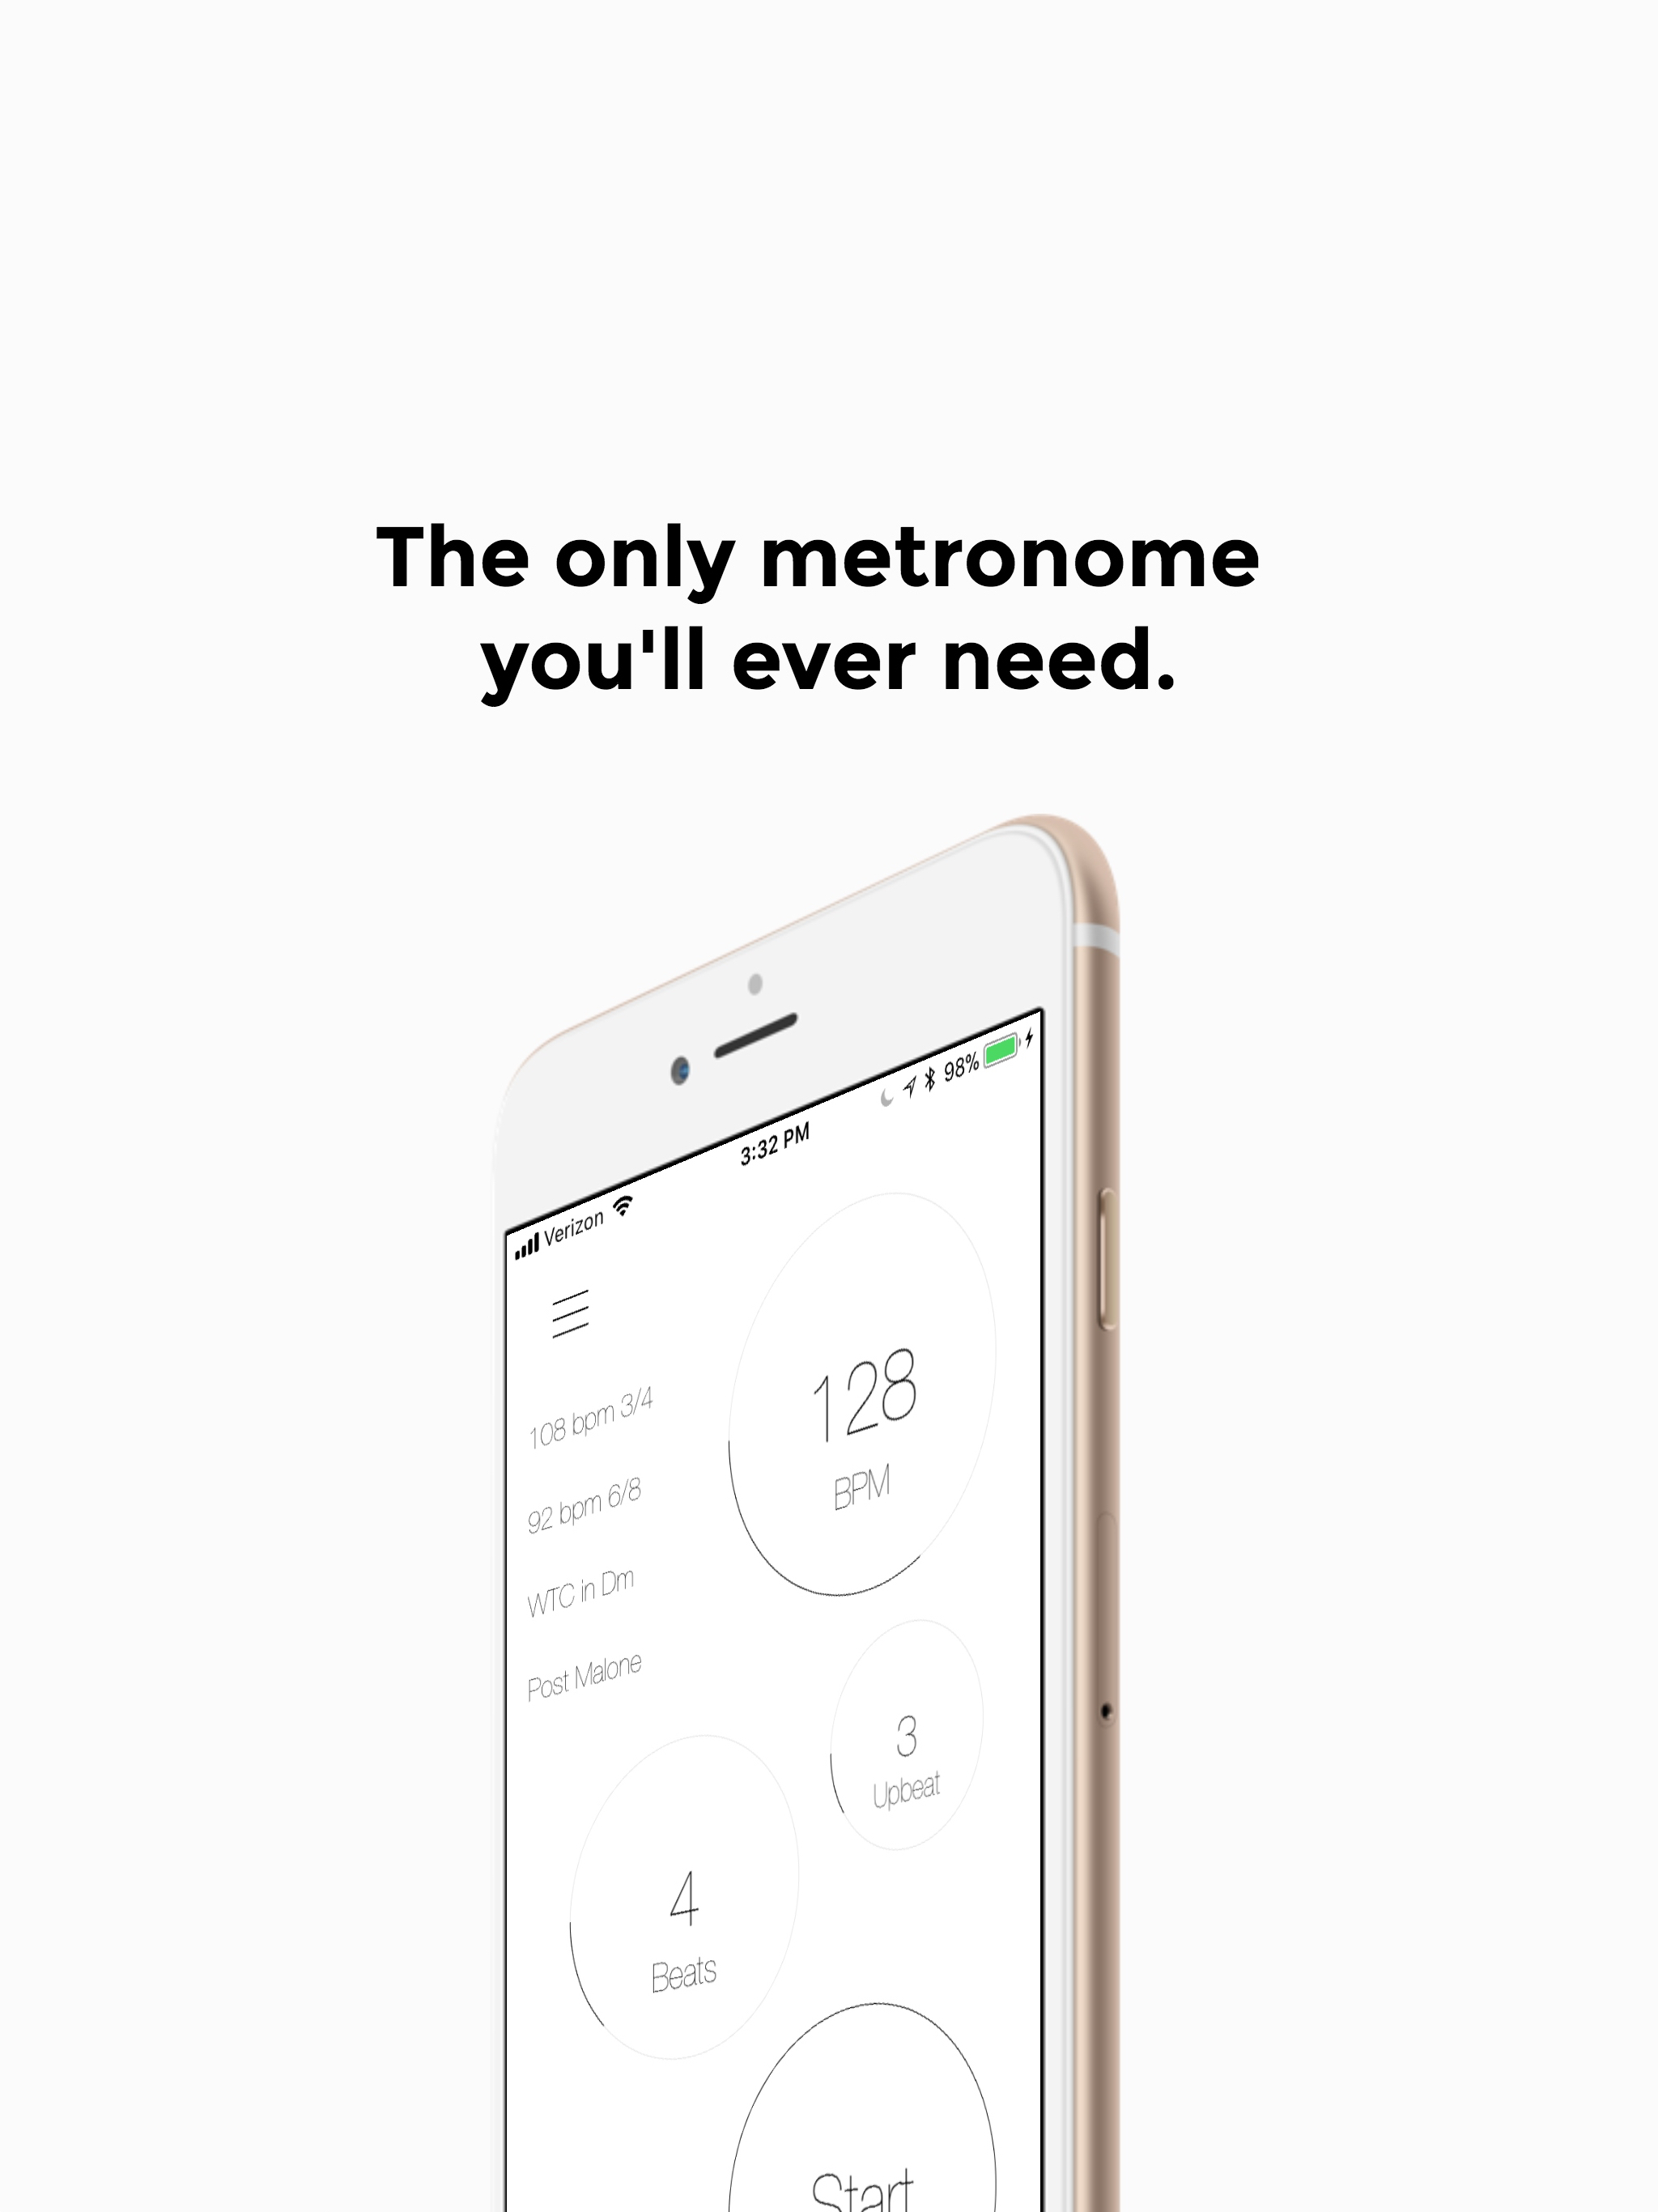 The only metronome
you'll ever need.
Verizon 3:32 PM 98%
108 bpm 3/4
92 bpm 6/8
WTC in Dm
Post Malone
128
BPM
3
Upbeat
4
Beats
Start